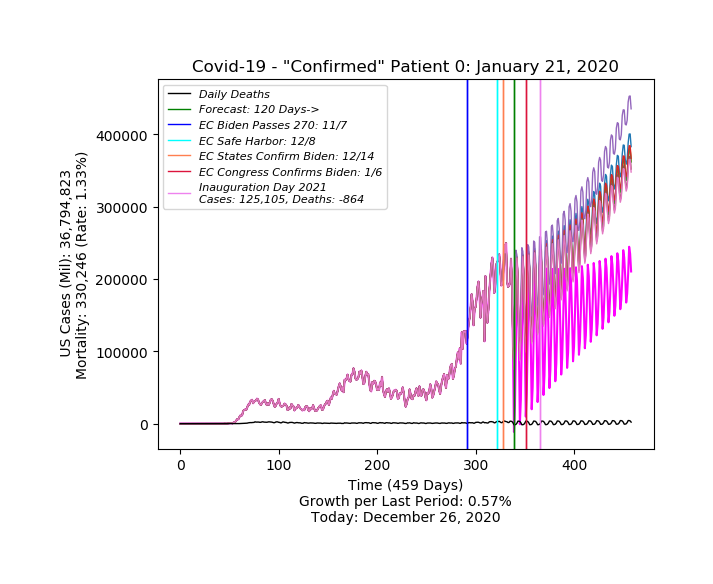 Covid-19 - "Confirmed" Patient 0: January 21, 2020
Daily Deaths
Forecast: 120 Days->
EC Biden Passes 270: 11/7
EC Safe Harbor: 12/8
EC States Confirm Biden: 12/14
EC Congress Confirms Biden: 1/6
Inauguration Day 2021
Cases: 125,105, Deaths: -864
US Cases (Mil): 36,794,823
Mortality: 330,246 (Rate: 1.33%)
400000
300000
200000
100000
0
0 100 200 300 400
Time (459 Days)
Growth per Last Period: 0.57%
Today: December 26, 2020